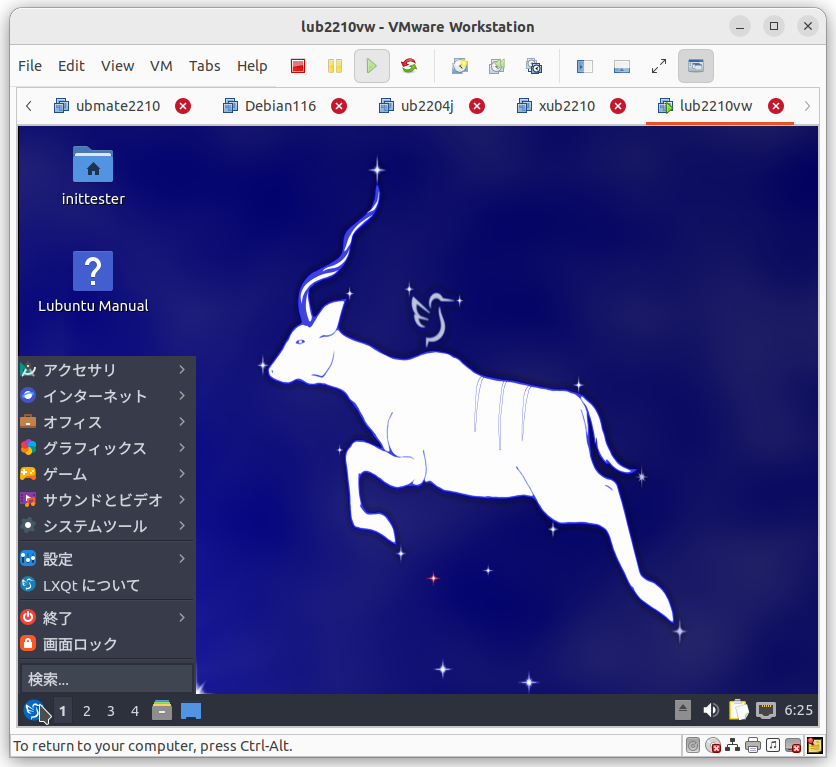 lub2210vw - VMware Workstation
File Edit View VM Tabs Help
ubmate2210 Debian116 ub2204j xub2210 lub2210vw
inittester
?
Lubuntu Manual
アクセサリ
インターネット
オフィス
グラフィックス
ゲーム
サウンドとビデオ
システムツール
設定
LXQt について
終了
画面ロック
検索...
1 2 3 4 6:25
To return to your computer, press Ctrl-Alt.